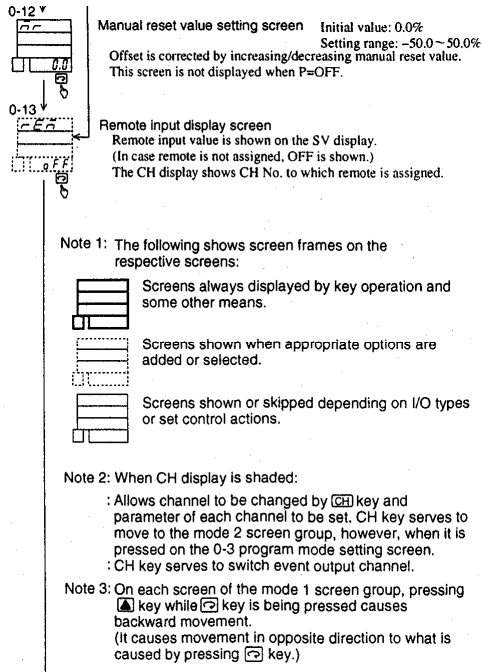 0-12
Manual reset value setting screen Initial value: 0.0%
Setting range: –50.0～50.0%
Offset is corrected by increasing/decreasing manual reset value.
0.0
This screen is not displayed when P=OFF.
0-13
rEm
Remote input display screen
Remote input value is shown on the SV display.
oFF
(In case remote is not assigned, OFF is shown.)
The CH display shows CH No. to which remote is assigned.
Note 1: The following shows screen frames on the
respective screens:
Screens always displayed by key operation and
some other means.
Screens shown when appropriate options are
added or selected.
Screens shown or skipped depending on I/O types
or set control actions.
Note 2: When CH display is shaded:
: Allows channel to be changed by CH key and
parameter of each channel to be set. CH key serves to
move to the mode 2 screen group, however, when it is
pressed on the 0-3 program mode setting screen.
: CH key serves to switch event output channel.
Note 3: On each screen of the mode 1 screen group, pressing
▲ key while key is being pressed causes
backward movement.
(It causes movement in opposite direction to what is
caused by pressing key.)